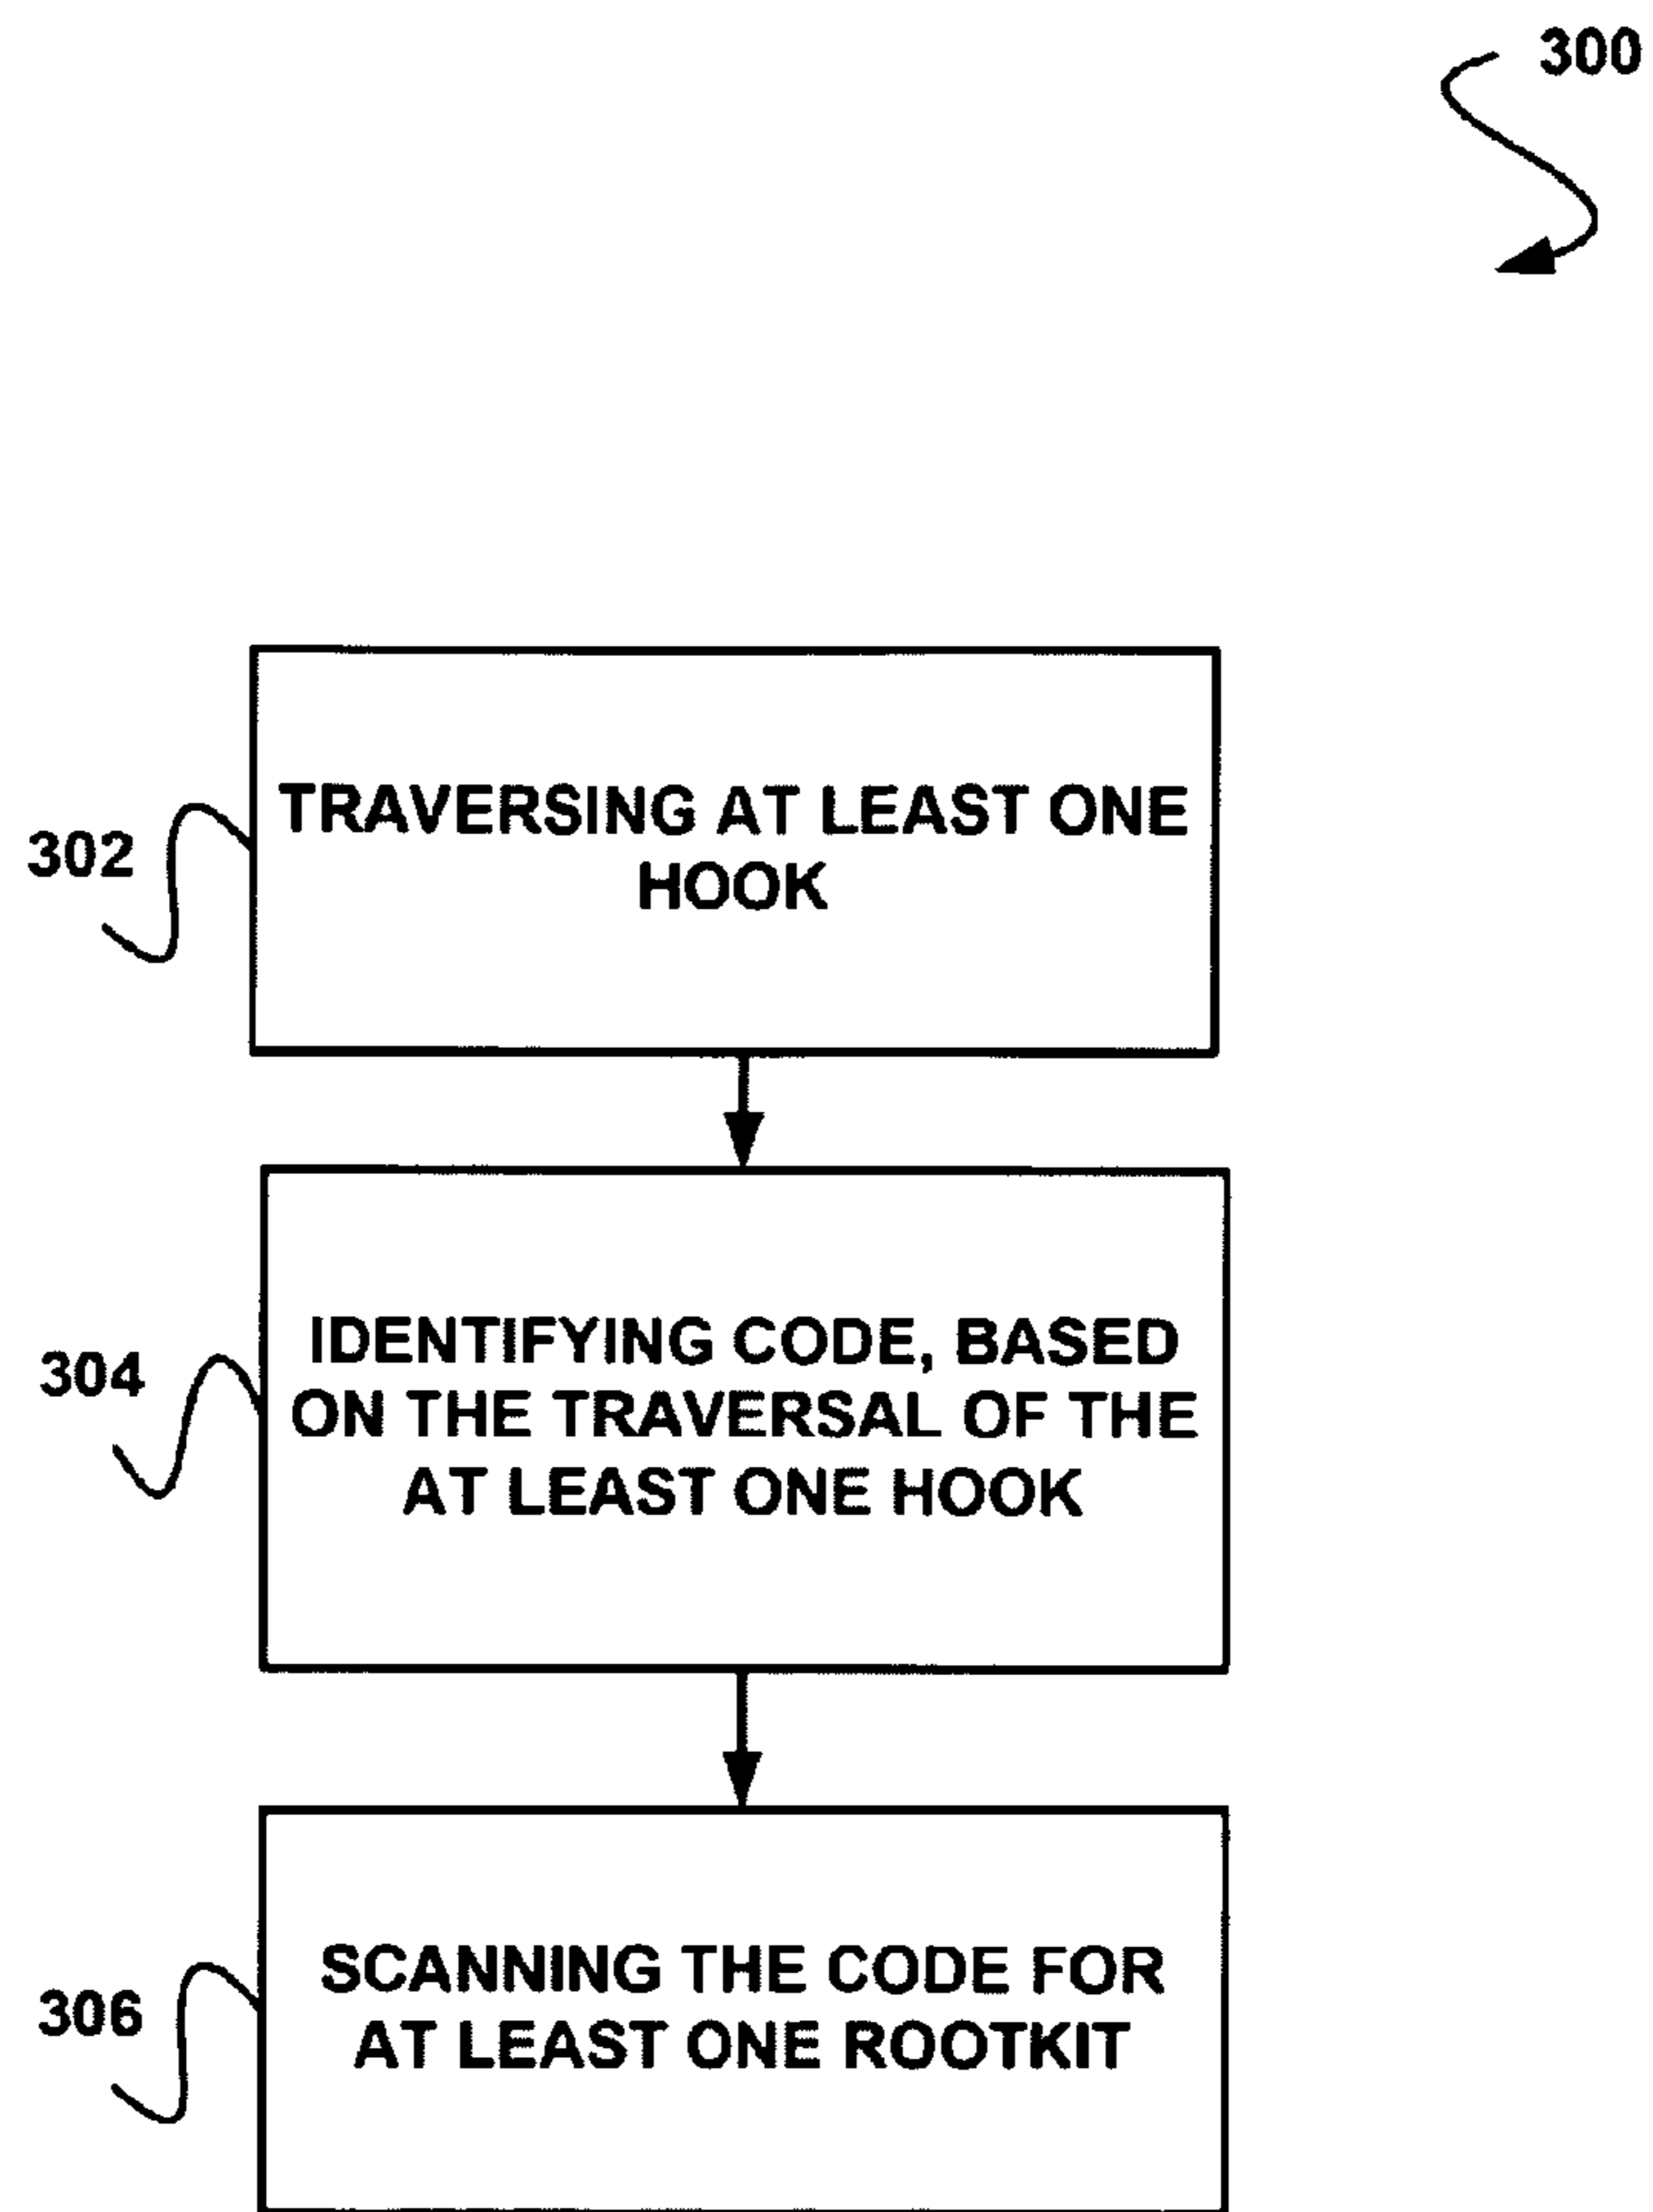 300
302
TRAVERSING AT LEAST ONE
HOOK
304
IDENTIFYING CODE, BASED
ON THE TRAVERSAL OF THE
AT LEAST ONE HOOK
306
SCANNING THE CODE FOR
AT LEAST ONE ROOTKIT